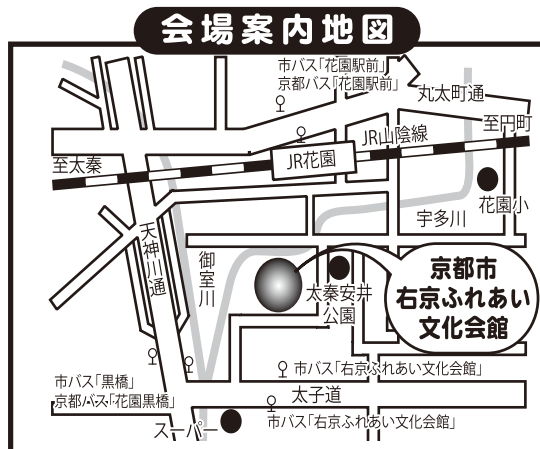 会場案内地図
市バス「花園駅前」
京都バス「花園駅前」
丸太町通
至円町
JR山陰線
JR花園
至太秦
花園小
宇多川
天神川通
御室川
太秦安井
公園
京都市
右京ふれあい
文化会館
市バス「右京ふれあい文化会館」
市バス「黒橋」
京都バス「花園黒橋」
太子道
市バス「右京ふれあい文化会館」
スーパー